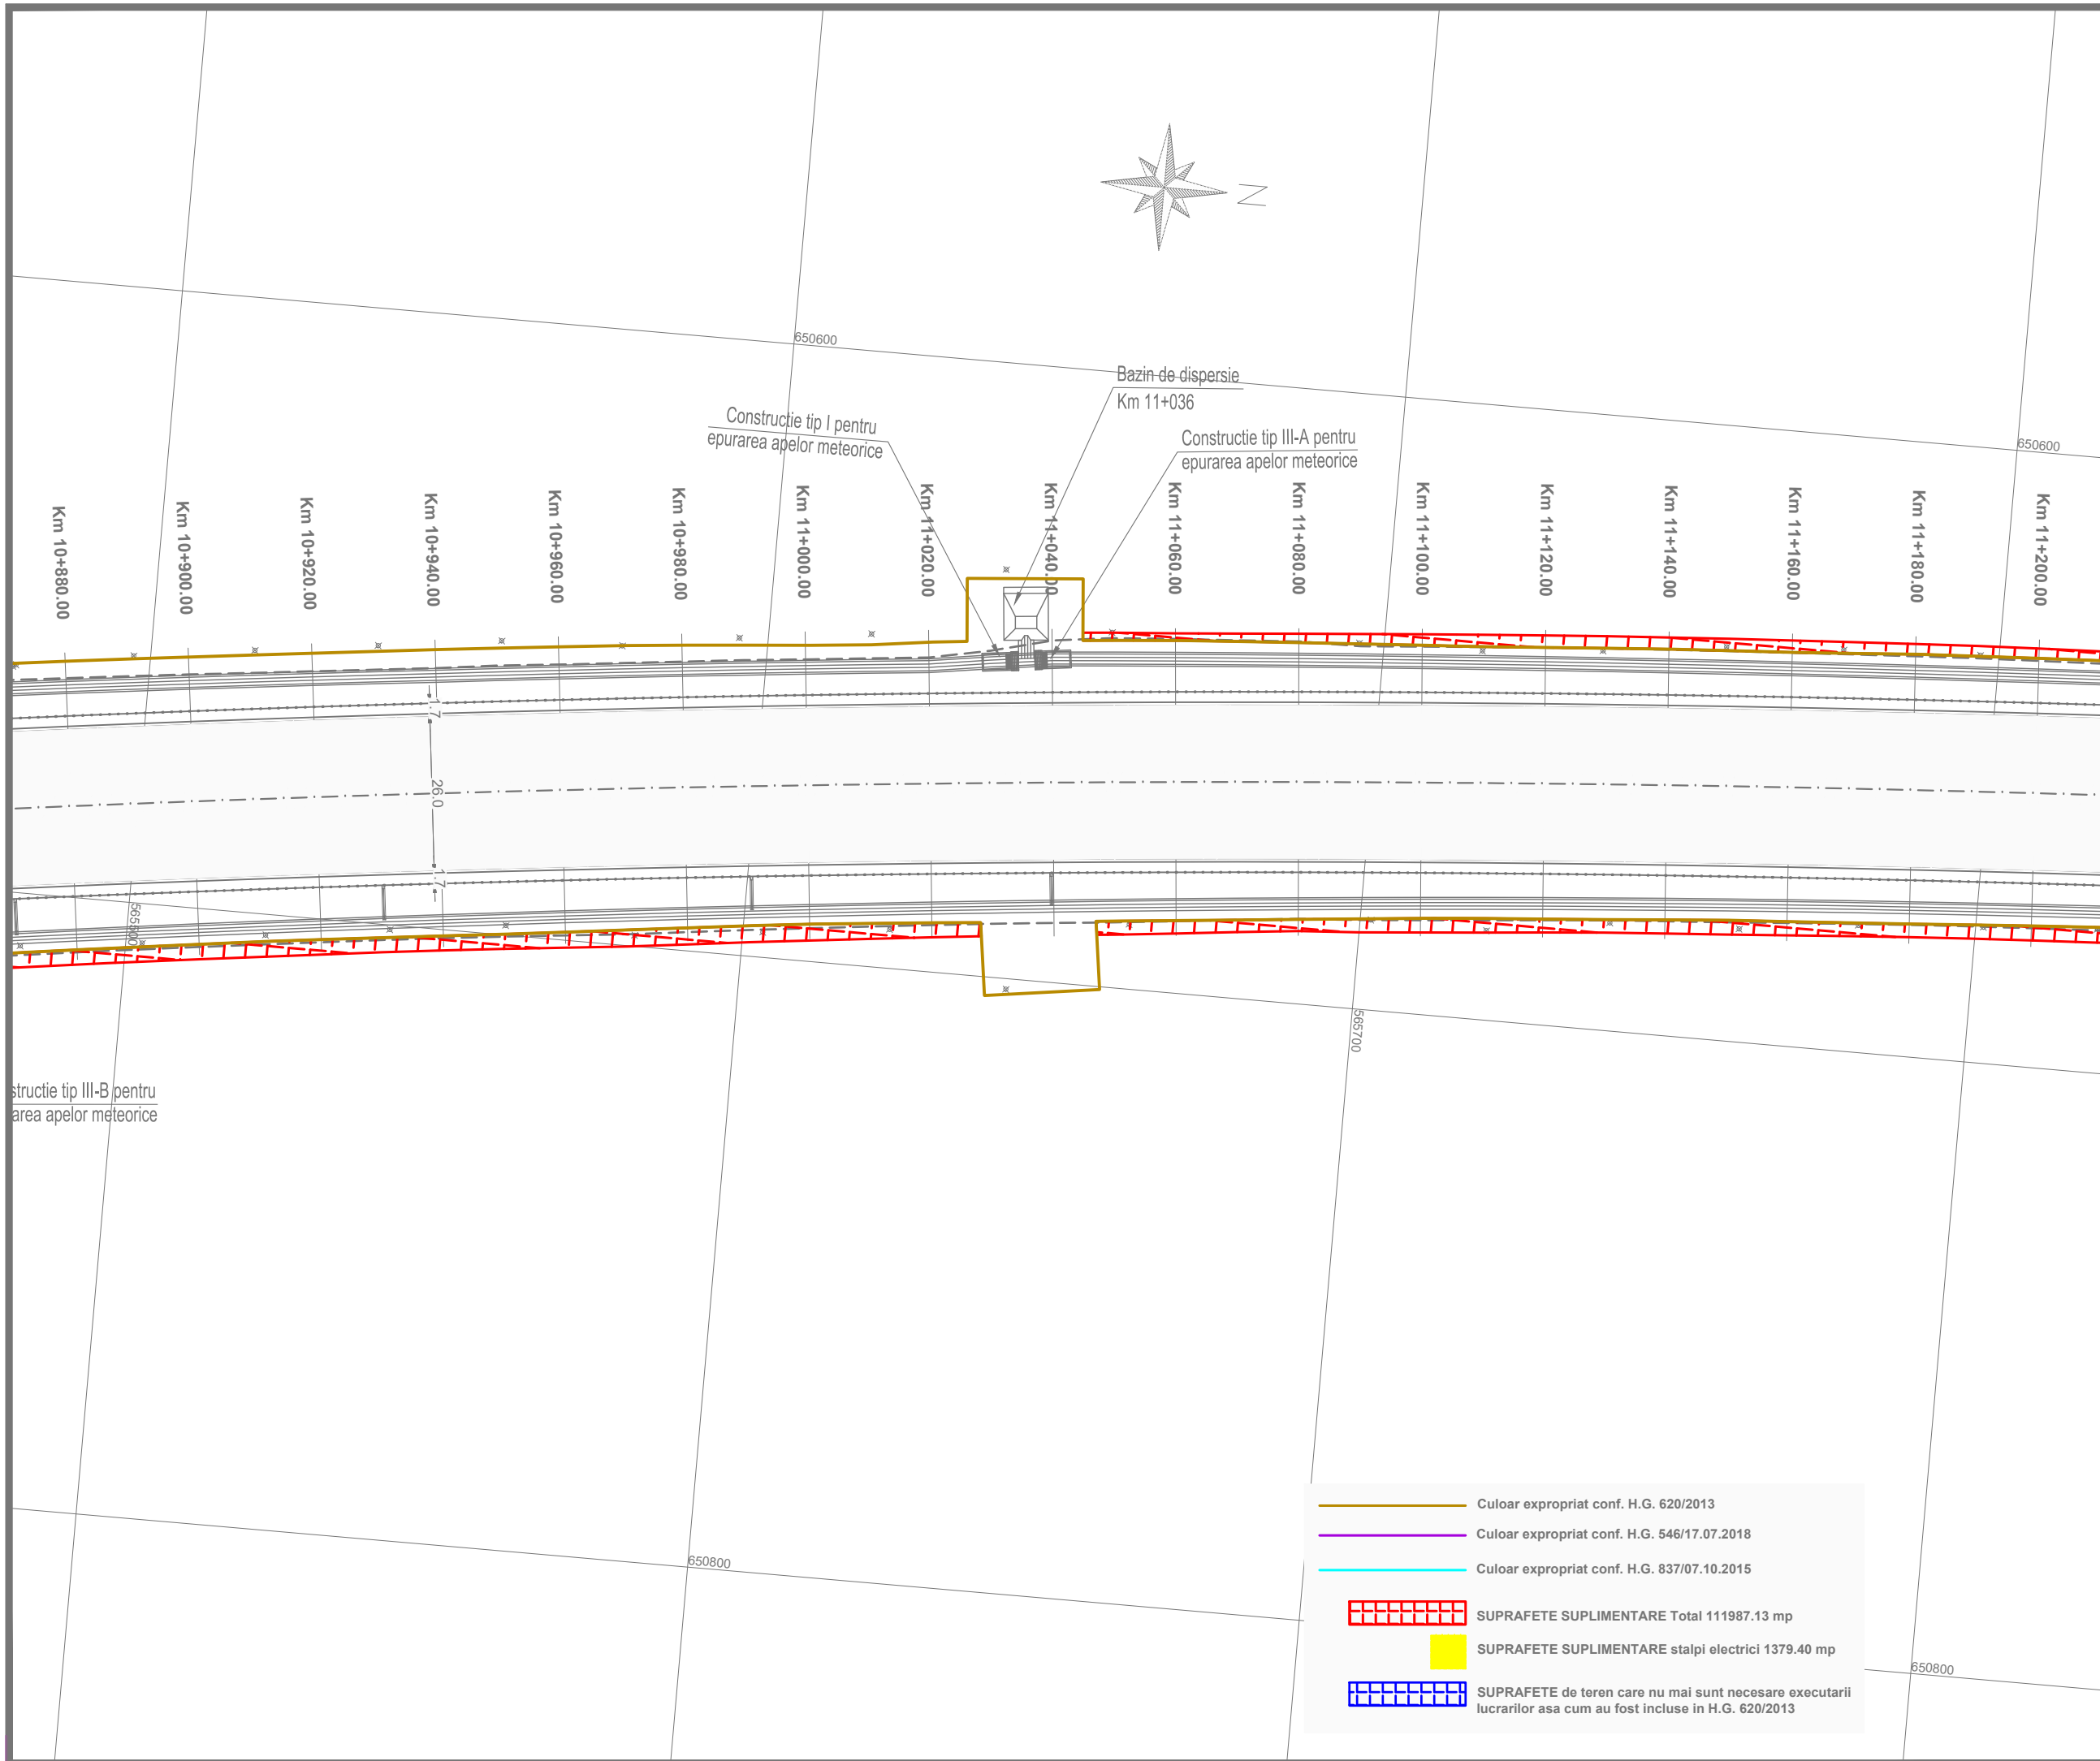 N
650600
Bazin de dispersie
Km 11+036
Constructie tip I pentru
epurarea apelor meteorice
Constructie tip III-A pentru
epurarea apelor meteorice
650600
Km 10+880.00
Km 10+900.00
Km 10+920.00
Km 10+940.00
Km 10+960.00
Km 10+980.00
Km 11+000.00
Km 11+020.00
Km 11+040.00
Km 11+060.00
Km 11+080.00
Km 11+100.00
Km 11+120.00
Km 11+140.00
Km 11+160.00
Km 11+180.00
Km 11+200.00
1.7
26.0
1.7
565500
565700
structie tip III-B pentru
area apelor meteorice
650800
Culoar expropriat conf. H.G. 620/2013
Culoar expropriat conf. H.G. 546/17.07.2018
Culoar expropriat conf. H.G. 837/07.10.2015
SUPRAFETE SUPLIMENTARE Total 111987.13 mp
SUPRAFETE SUPLIMENTARE stalpi electrici 1379.40 mp
650800
SUPRAFETE de teren care nu mai sunt necesare executarii
lucrarilor asa cum au fost incluse in H.G. 620/2013